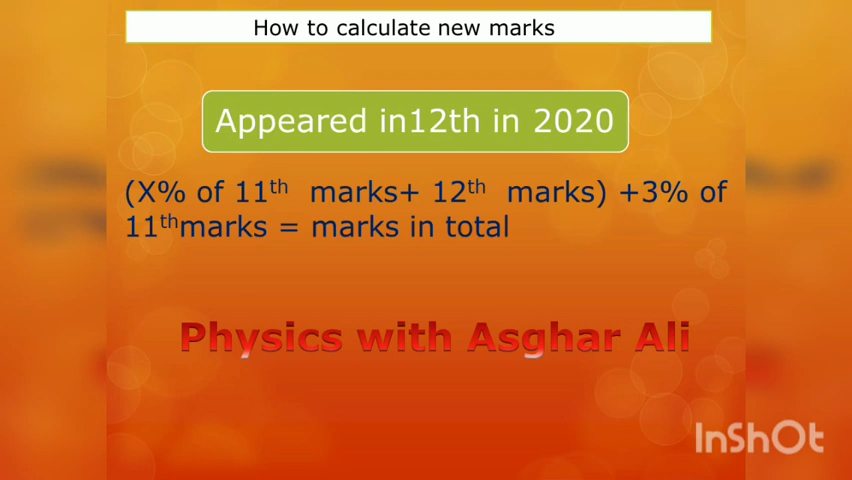 How to calculate new marks
Appeared in12th in 2020
(X% of 11th marks+ 12th marks) +3% of
11thmarks = marks in total
Physics with Asghar Ali
InShOt